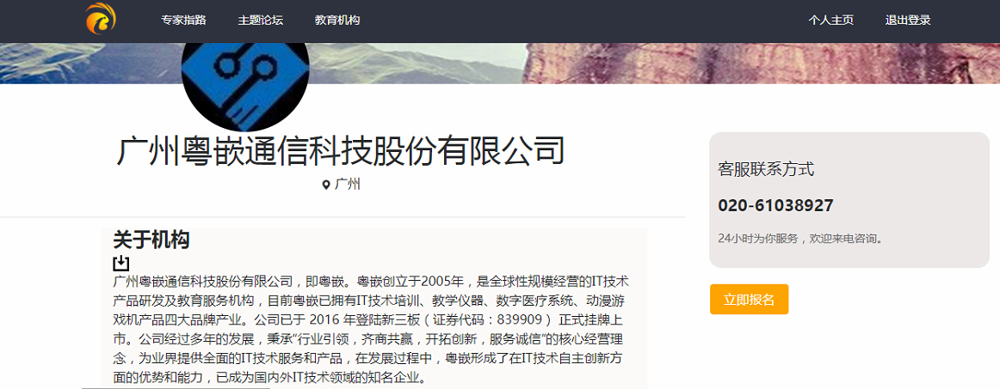 专家指路 主题论坛 教育机构 个人主页 退出登录
广州粤嵌通信科技股份有限公司
广州
客服联系方式
020-61038927
24小时为你服务，欢迎来电咨询。
立即报名
关于机构
广州粤嵌通信科技股份有限公司，即粤嵌。粤嵌创立于2005年，是全球性规模经营的IT技术
产品研发及教育服务机构，目前粤嵌已拥有IT技术培训、教学仪器、数字医疗系统、动漫游
戏机产品四大品牌产业。公司已于 2016 年登陆新三板（证券代码：839909 ） 正式挂牌上
市。公司经过多年的发展，秉承“行业引领，齐商共赢，开拓创新，服务诚信”的核心经营理
念，为业界提供全面的IT技术服务和产品，在发展过程中，粤嵌形成了在IT技术自主创新方
面的优势和能力，已成为国内外IT技术领域的知名企业。